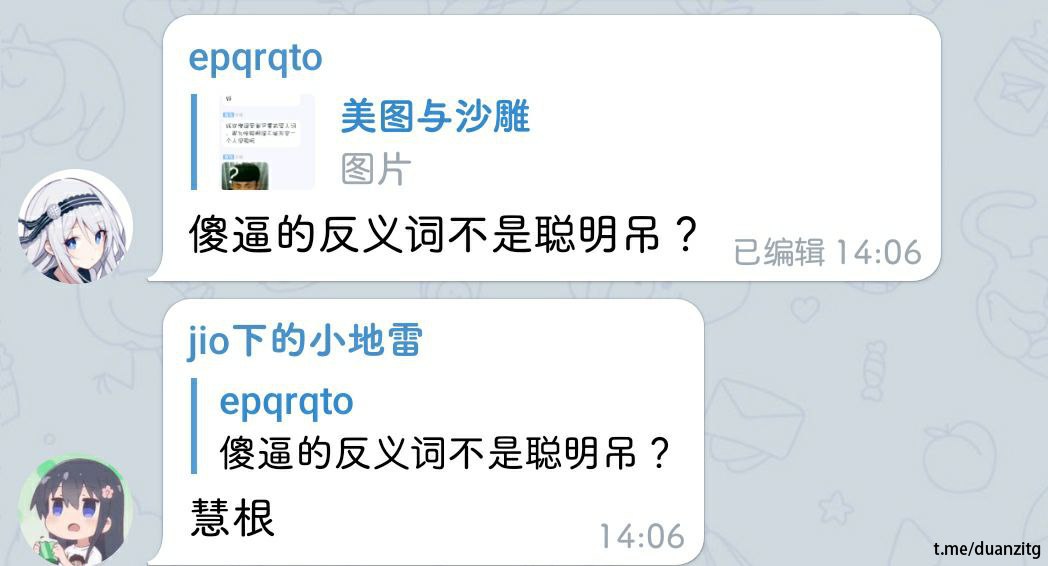 epqrqto
美图与沙雕
图片
傻逼的反义词不是聪明吊？
已编辑 14:06
jio下的小地雷
epqrqto
傻逼的反义词不是聪明吊？
慧根
14:06
t.me/duanzitg